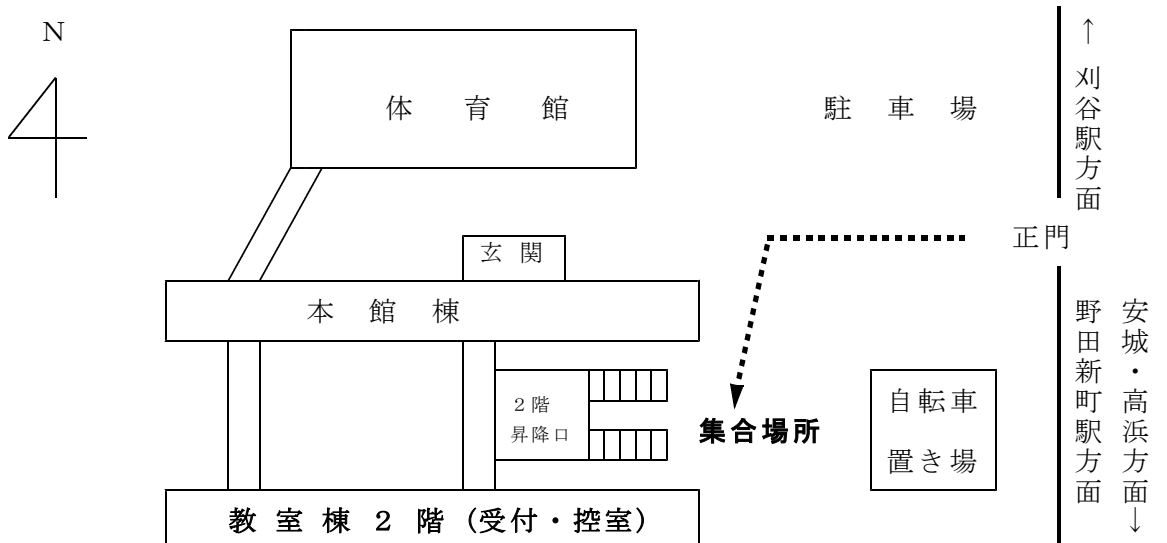 N
体育館
駐車場
↑刈谷駅方面
正門
玄関
本館棟
2階
昇降口
集合場所
自転車
置き場
安城・高浜方面↓
野田新町駅方面
教室棟2階(受付・控室)